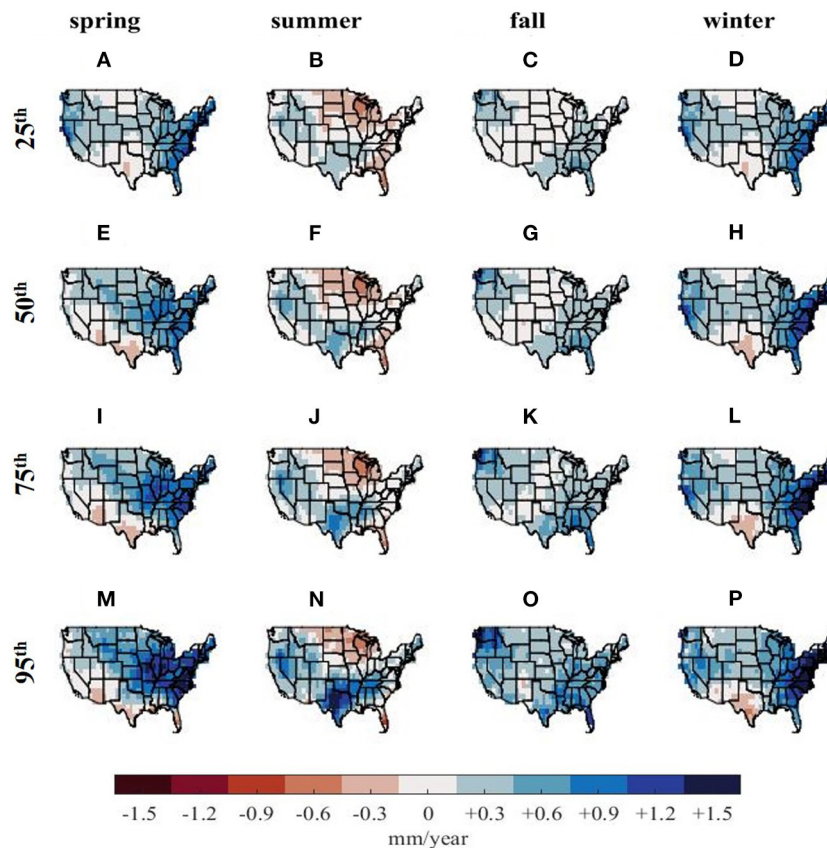 spring summer fall winter
A B C D
25th
E F G H
50th
I J K L
75th
M N O P
95th
-1.5 -1.2 -0.9 -0.6 -0.3 0 +0.3 +0.6 +0.9 +1.2 +1.5
mm/year